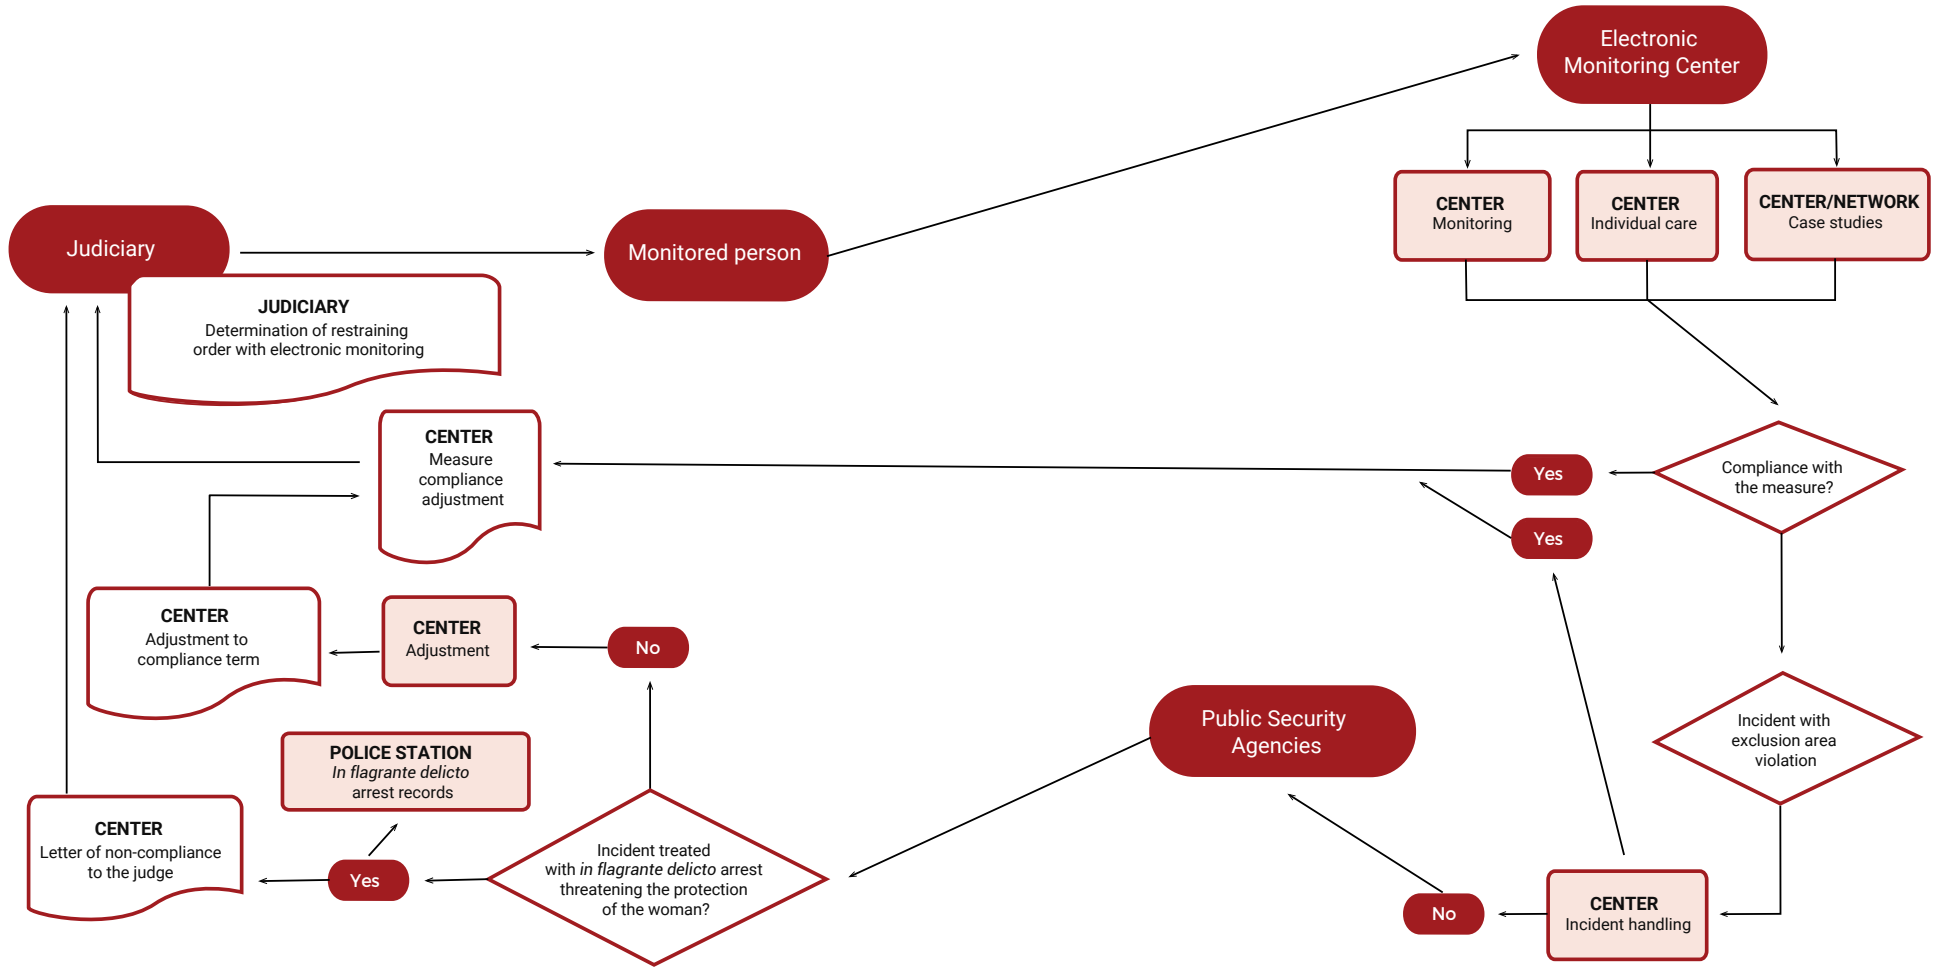 Electronic
Monitoring Center
CENTER
Monitoring
CENTER
Individual care
CENTER/NETWORK
Case studies
Judiciary
Monitored person
JUDICIARY
Determination of restraining
order with electronic monitoring
CENTER
Measure
compliance
adjustment
Yes
Compliance with
the measure?
Yes
CENTER
Adjustment to
compliance term
CENTER
Adjustment
No
Public Security
Agencies
Incident with
exclusion area
violation
POLICE STATION
In flagrante delicto
arrest records
CENTER
Letter of non-compliance
to the judge
Yes
Incident treated
with in flagrante delicto arrest
threatening the protection
of the woman?
No
CENTER
Incident handling